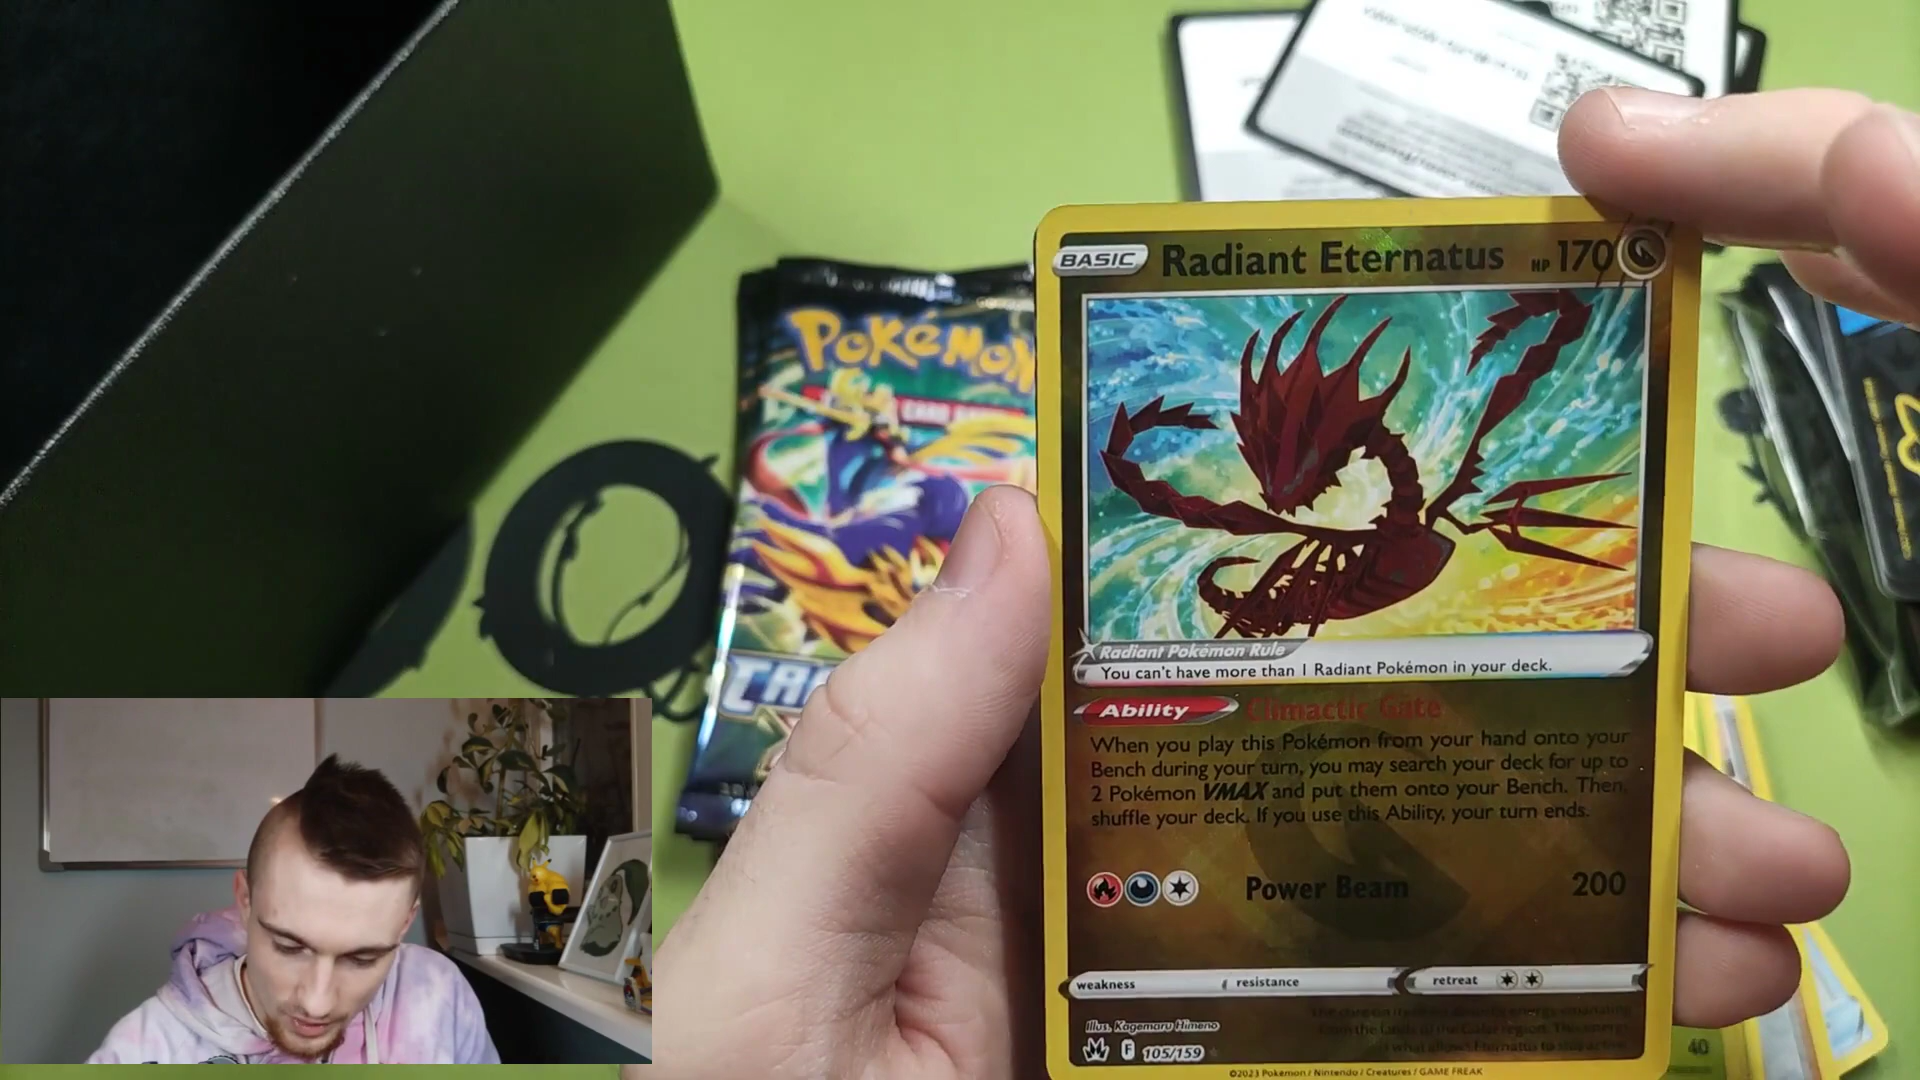 Pokémon
CRO
BASIC Radiant Eternatus HP 170
Radiant Pokémon Rule
You can't have more than 1 Radiant Pokémon in your deck.
Ability Climactic Gate
When you play this Pokémon from your hand onto your
Bench during your turn, you may search your deck for up to
2 Pokémon VMAX and put them onto your Bench. Then,
shuffle your deck. If you use this Ability, your turn ends.
Power Beam 200
weakness resistance retreat
Illus. Kagemaru Himeno
F 105/159
©2023 Pokémon / Nintendo / Creatures / GAME FREAK
40